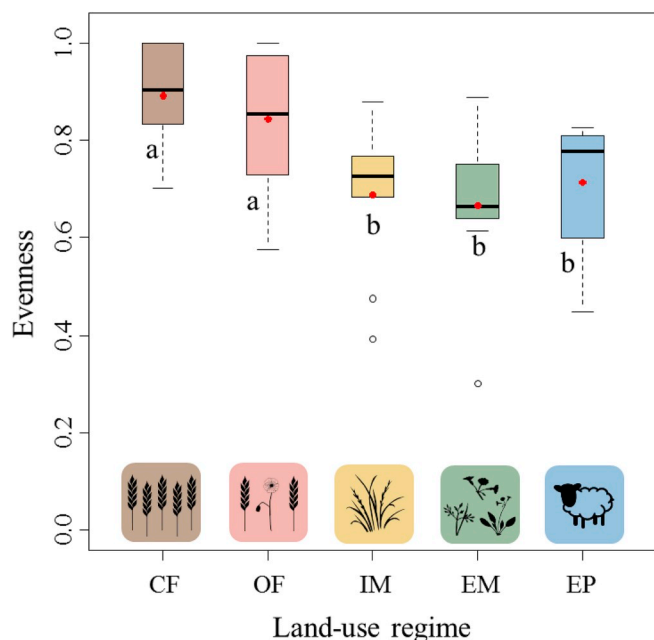 Evenness
1.0
0.8
0.6
0.4
0.2
0.0
a
a
b
b
b
CF OF IM EM EP
Land-use regime